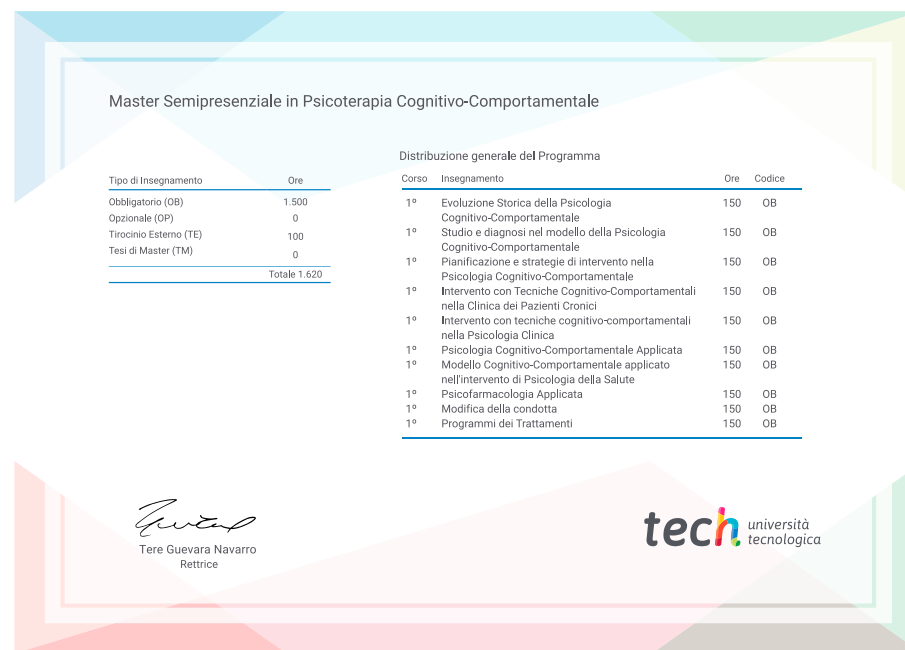 Master Semipresenziale in Psicoterapia Cognitivo-Comportamentale
Tipo di Insegnamento Ore
Obbligatorio (OB) 1.500
Opzionale (OP) 0
Tirocinio Esterno (TE) 100
Tesi di Master (TM) 0
Totale 1.620
Distribuzione generale del Programma
Corso Insegnamento Ore Codice
1º Evoluzione Storica della Psicologia 150 OB
Cognitivo-Comportamentale
1º Studio e diagnosi nel modello della Psicologia 150 OB
Cognitivo-Comportamentale
1º Pianificazione e strategie di intervento nella 150 OB
Psicologia Cognitivo-Comportamentale
1º Intervento con Tecniche Cognitivo-Comportamentali 150 OB
nella Clinica dei Pazienti Cronici
1º Intervento con tecniche cognitivo-comportamentali 150 OB
nella Psicologia Clinica
1º Psicologia Cognitivo-Comportamentale Applicata 150 OB
1º Modello Cognitivo-Comportamentale applicato 150 OB
nell'intervento di Psicologia della Salute
1º Psicofarmacologia Applicata 150 OB
1º Modifica della condotta 150 OB
1º Programmi dei Trattamenti 150 OB
Tere Guevara Navarro
Rettrice
tech università
tecnologica